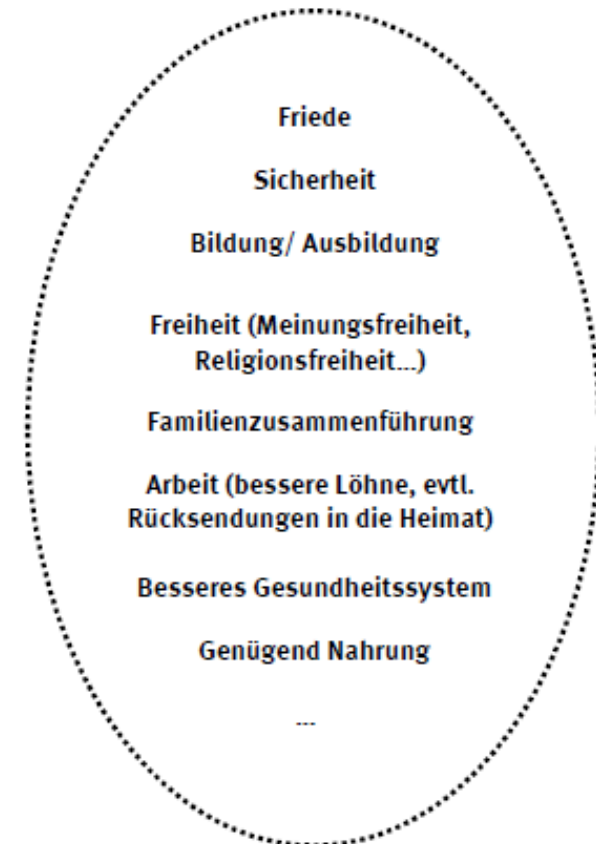 Friede
Sicherheit
Bildung/ Ausbildung
Freiheit (Meinungsfreiheit,
Religionsfreiheit...)
Familienzusammenführung
Arbeit (bessere Löhne, evtl.
Rücksendungen in die Heimat)
Besseres Gesundheitssystem
Genügend Nahrung
...